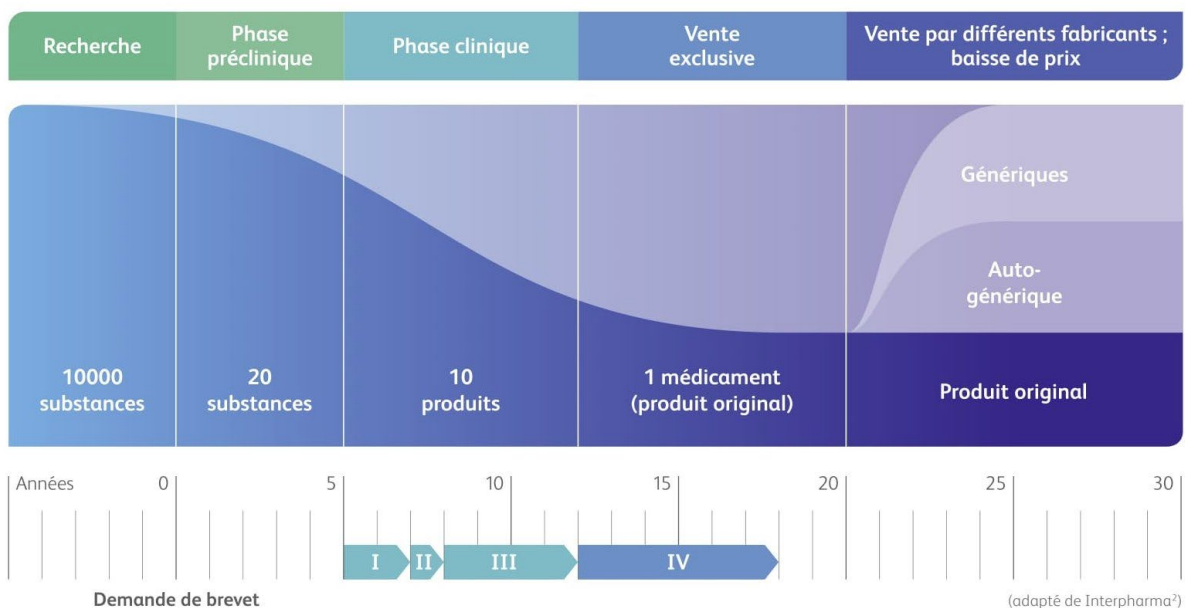 Recherche
Phase
préclinique
Phase clinique
Vente
exclusive
Vente par différents fabricants ;
baisse de prix
Génériques
Auto-
générique
10000
substances
20
substances
10
produits
1 médicament
(produit original)
Produit original
Années 0 5 10 15 20 25 30
I II III IV
Demande de brevet
(adapté de Interpharma²)